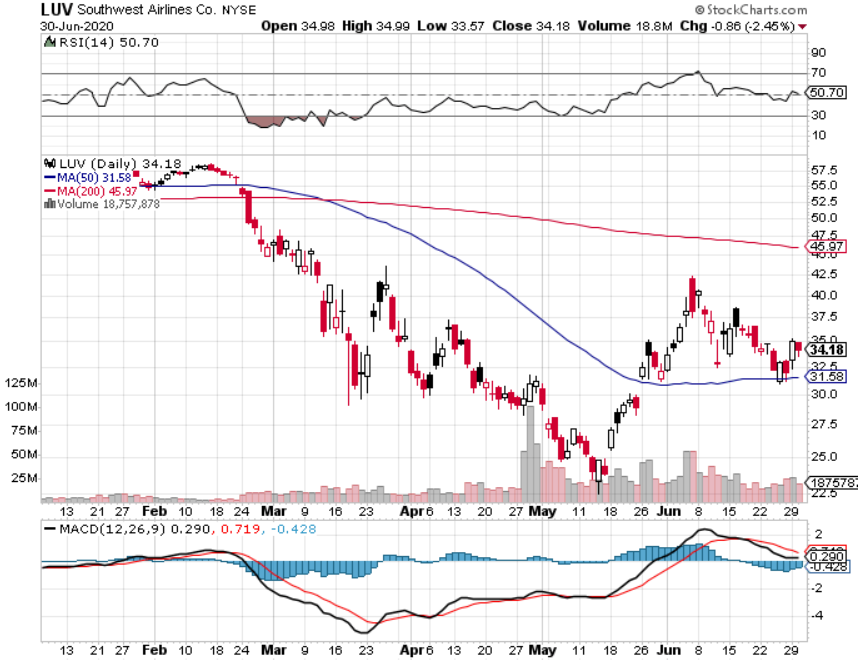 LUV Southwest Airlines Co. NYSE © StockCharts.com
30-Jun-2020 Open 34.98 High 34.99 Low 33.57 Close 34.18 Volume 18.8M Chg -0.86 (-2.45%)
RSI(14) 50.70
90
70
50.70
30
10
LUV (Daily) 34.18
MA(50) 31.58
MA(200) 45.97
Volume 18,757,878
57.5
55.0
52.5
50.0
47.5
45.97
45.0
42.5
40.0
37.5
35.0
34.18
32.5
31.58
30.0
27.5
25.0
22.5
125M
100M
75M
50M
25M
1875787
13 21 27 Feb 10 18 24 Mar 9 16 23 Apr 6 13 20 27 May 11 18 26 Jun 8 15 22 29
MACD(12,26,9) 0.290, 0.719, -0.428
2
0.290
-0.428
-2
-4
13 21 27 Feb 10 18 24 Mar 9 16 23 Apr 6 13 20 27 May 11 18 26 Jun 8 15 22 29